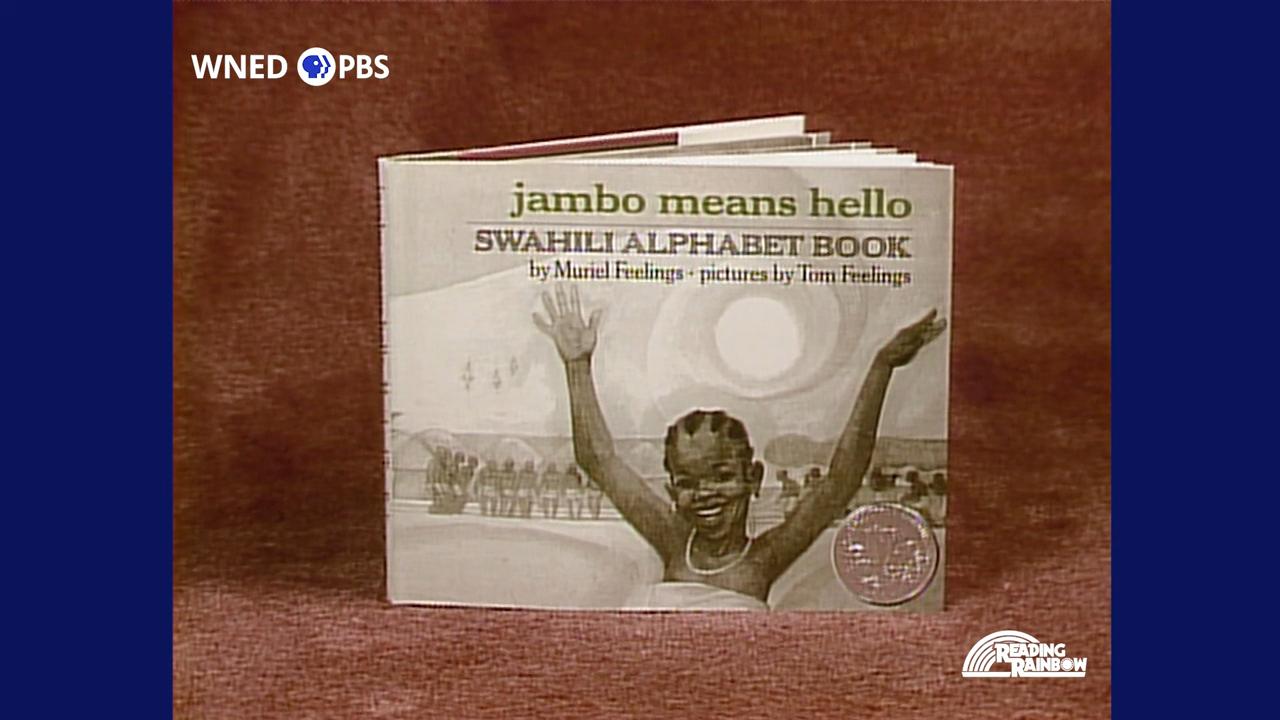 WNED PBS
jambo means hello
SWAHILI ALPHABET BOOK
by Muriel Feelings · pictures by Tom Feelings
READING
RAINBOW